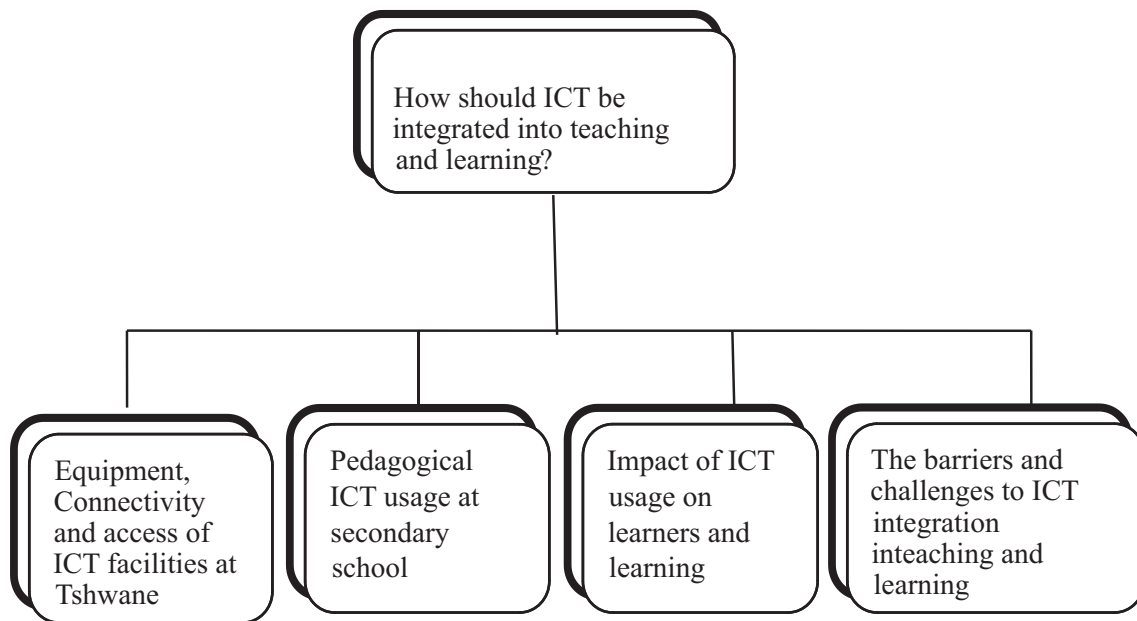 How should ICT be
integrated into teaching
and learning?
Equipment,
Connectivity
and access of
ICT facilities at
Tshwane
Pedagogical
ICT usage at
secondary
school
Impact of ICT
usage on
learners and
learning
The barriers and
challenges to ICT
integration
inteaching and
learning